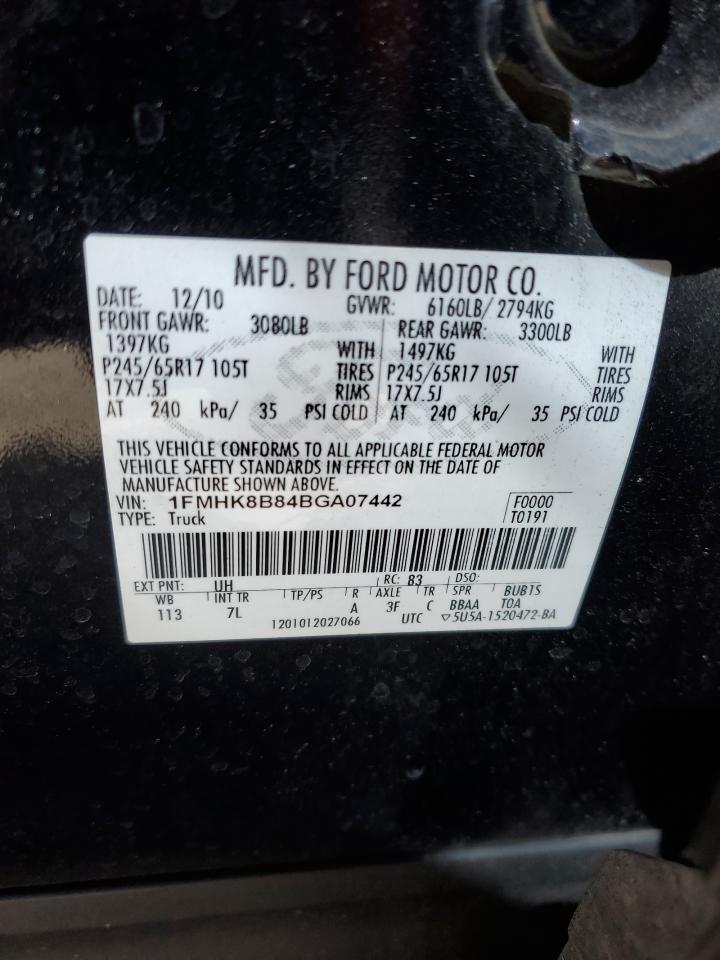 MFD. BY FORD MOTOR CO.
DATE: 12/10 GVWR: 6160LB/ 2794KG
FRONT GAWR: 3080LB REAR GAWR: 3300LB
1397KG WITH 1497KG WITH
P245/65R17 105T TIRES P245/65R17 105T TIRES
17X7.5J RIMS 17X7.5J RIMS
AT 240 kPa/ 35 PSI COLD AT 240 kPa/ 35 PSI COLD
THIS VEHICLE CONFORMS TO ALL APPLICABLE FEDERAL MOTOR
VEHICLE SAFETY STANDARDS IN EFFECT ON THE DATE OF
MANUFACTURE SHOWN ABOVE.
VIN: 1FMHK8B84BGA07442 F0000
TYPE: Truck T0191
EXT PNT: UH RC: 83 DSO:
WB INT TR TP/PS R AXLE TR SPR BUB1S
113 7L A 3F C BBAA TOA
1201012027066 UTC ▽5U5A-1520472-BA